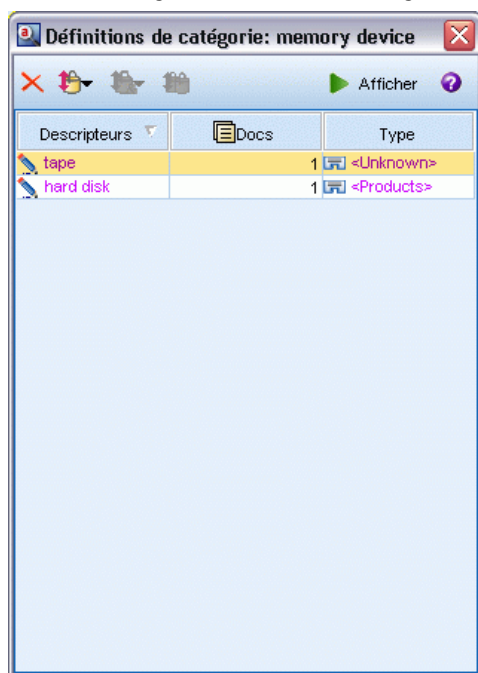 Définitions de catégorie: memory device
Afficher
Descripteurs Docs Type
tape 1 <Unknown>
hard disk 1 <Products>